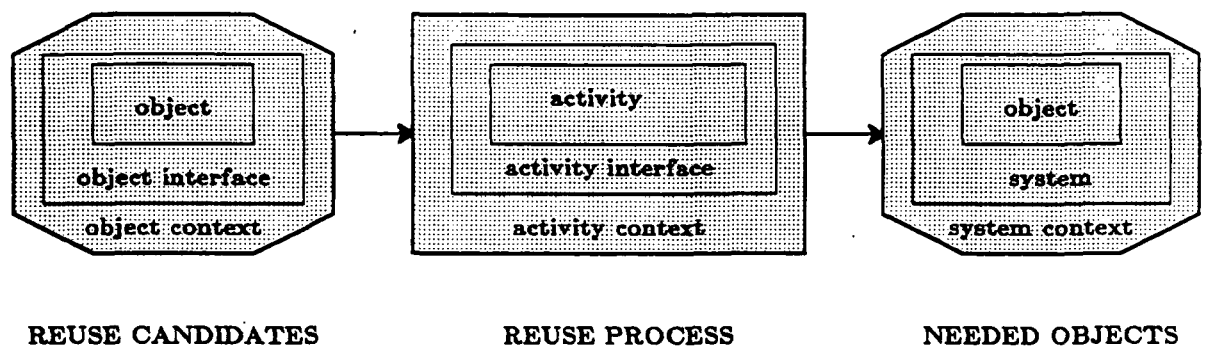 object
object interface
object context
activity
activity interface
activity context
object
system
system context
REUSE CANDIDATES
REUSE PROCESS
NEEDED OBJECTS